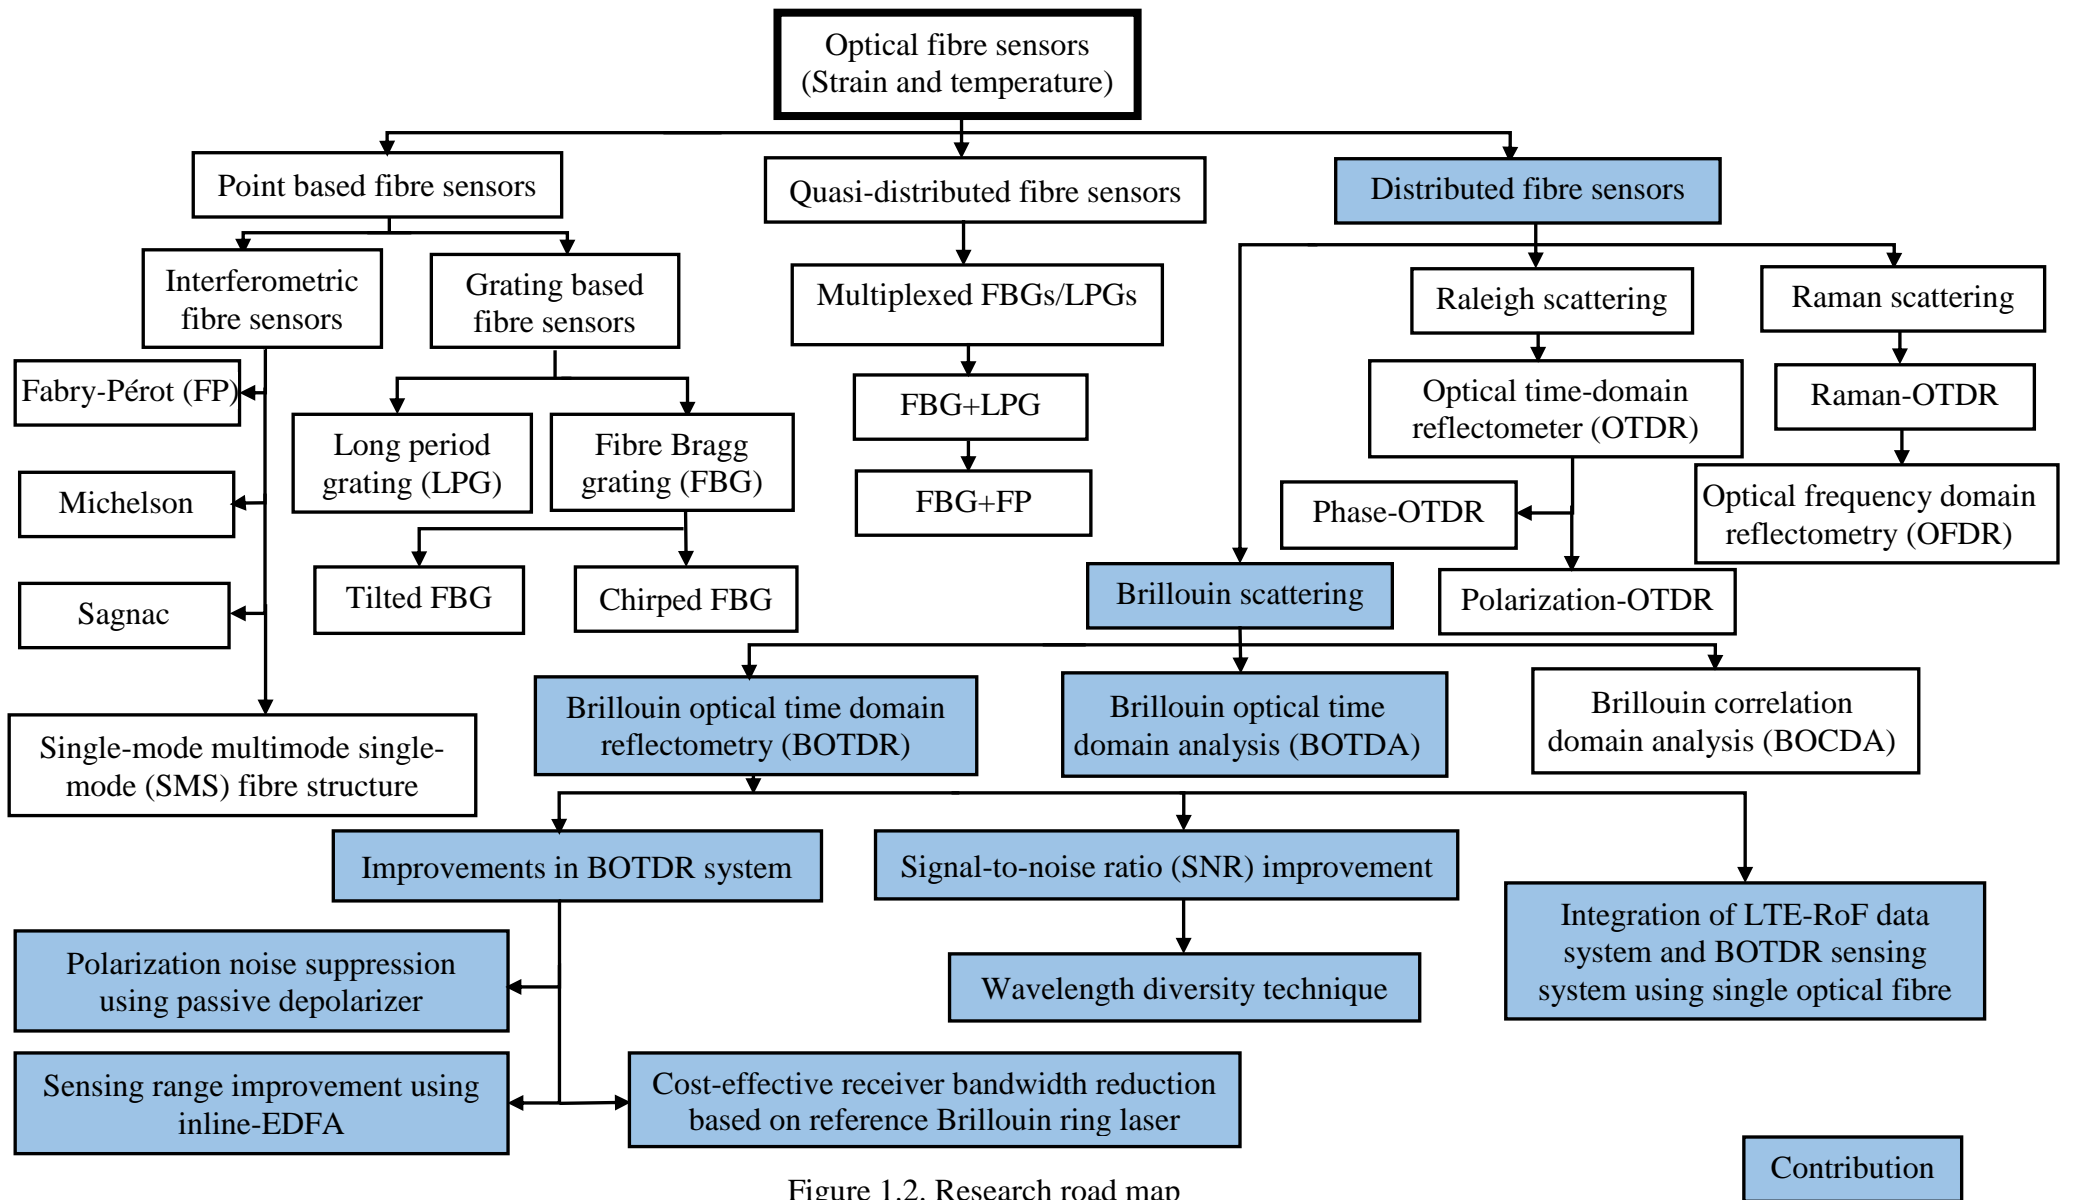 Optical fibre sensors
(Strain and temperature)
Point based fibre sensors
Quasi-distributed fibre sensors
Distributed fibre sensors
Interferometric
fibre sensors
Grating based
fibre sensors
Multiplexed FBGs/LPGs
Raleigh scattering
Raman scattering
Fabry-Pérot (FP)
Long period
grating (LPG)
Fibre Bragg
grating (FBG)
FBG+LPG
Optical time-domain
reflectometer (OTDR)
Raman-OTDR
Michelson
FBG+FP
Phase-OTDR
Optical frequency domain
reflectometry (OFDR)
Sagnac
Tilted FBG
Chirped FBG
Brillouin scattering
Polarization-OTDR
Single-mode multimode single-
mode (SMS) fibre structure
Brillouin optical time domain
reflectometry (BOTDR)
Brillouin optical time
domain analysis (BOTDA)
Brillouin correlation
domain analysis (BOCDA)
Improvements in BOTDR system
Signal-to-noise ratio (SNR) improvement
Integration of LTE-RoF data
system and BOTDR sensing
system using single optical fibre
Polarization noise suppression
using passive depolarizer
Wavelength diversity technique
Sensing range improvement using
inline-EDFA
Cost-effective receiver bandwidth reduction
based on reference Brillouin ring laser
Contribution
Figure 1.2. Research road map